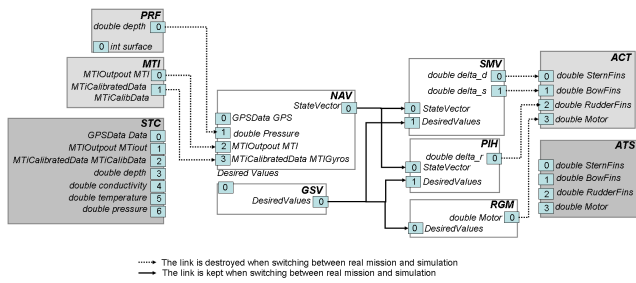 PRF
double depth 0
0 int surface
MTI
MTIOutpout MTI 0
MTiCalibratedData 1
MTiCalibData
STC
GPSData Data 0
MTIOutpout MTiout 1
MTiCalibratedData MTiCalibData 2
double depth 3
double conductivity 4
double temperature 5
double pressure 6
NAV
StateVector 0
0 GPSData GPS
1 double Pressure
2 MTIOutpout MTI
3 MTiCalibratedData MTIGyros
Desired Values
0
GSV
DesiredValues 0
SMV
double delta_d 0
double delta_s 1
0 StateVector
1 DesiredValues
PIH
double delta_r 0
0 StateVector
1 DesiredValues
RGM
double Motor 0
0 DesiredValues
ACT
0 double SternFins
1 double BowFins
2 double RudderFins
3 double Motor
ATS
0 double SternFins
1 double BowFins
2 double RudderFins
3 double Motor
The link is destroyed when switching between real mission and simulation
The link is kept when switching between real mission and simulation